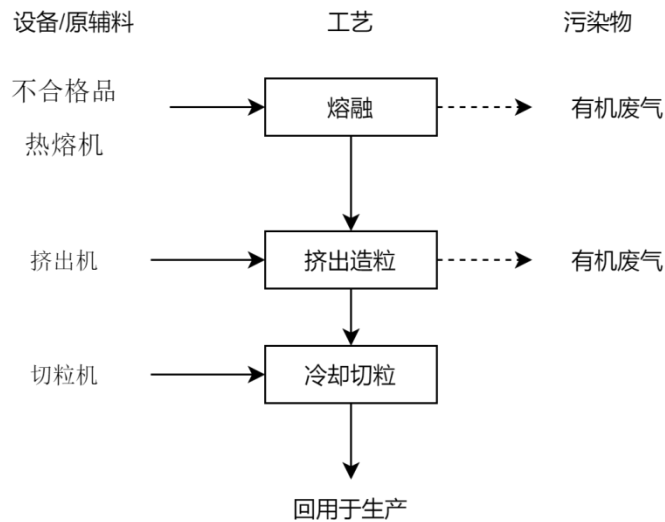 设备/原辅料 工艺 污染物
不合格品
熔融 有机废气
热熔机
挤出机 挤出造粒 有机废气
切粒机 冷却切粒
回用于生产